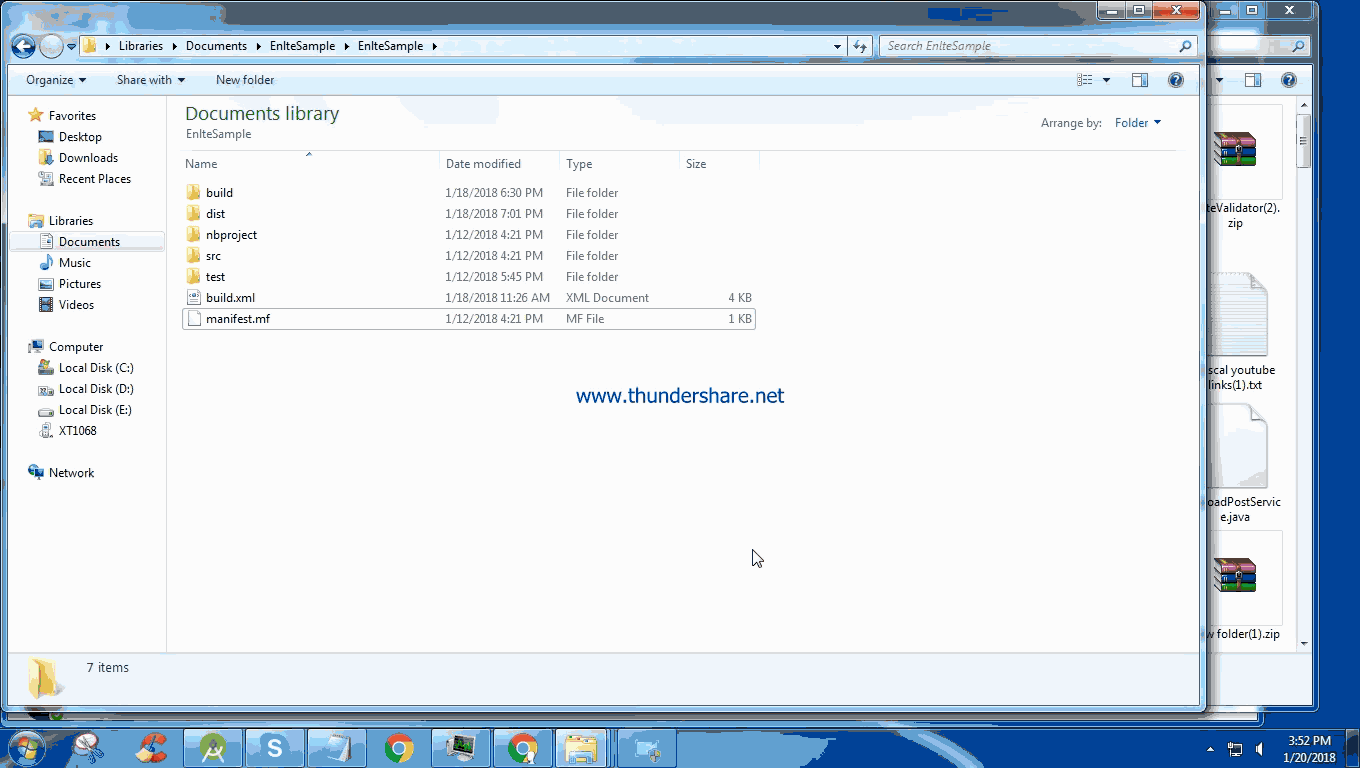 Libraries Documents EnlteSample EnlteSample
Search EnlteSample
Organize Share with New folder
Favorites
Desktop
Downloads
Recent Places
Libraries
Documents
Music
Pictures
Videos
Computer
Local Disk (C:)
Local Disk (D:)
Local Disk (E:)
XT1068
Network
Documents library
EnlteSample
Arrange by: Folder
Name Date modified Type Size
build 1/18/2018 6:30 PM File folder
dist 1/18/2018 7:01 PM File folder
nbproject 1/12/2018 4:21 PM File folder
src 1/12/2018 4:21 PM File folder
test 1/12/2018 5:45 PM File folder
build.xml 1/18/2018 11:26 AM XML Document 4 KB
manifest.mf 1/12/2018 4:21 PM MF File 1 KB
www.thundershare.net
7 items
teValidator(2).
zip
scal youtube
links(1).txt
oadPostServic
e.java
w folder(1).zip
3:52 PM
1/20/2018